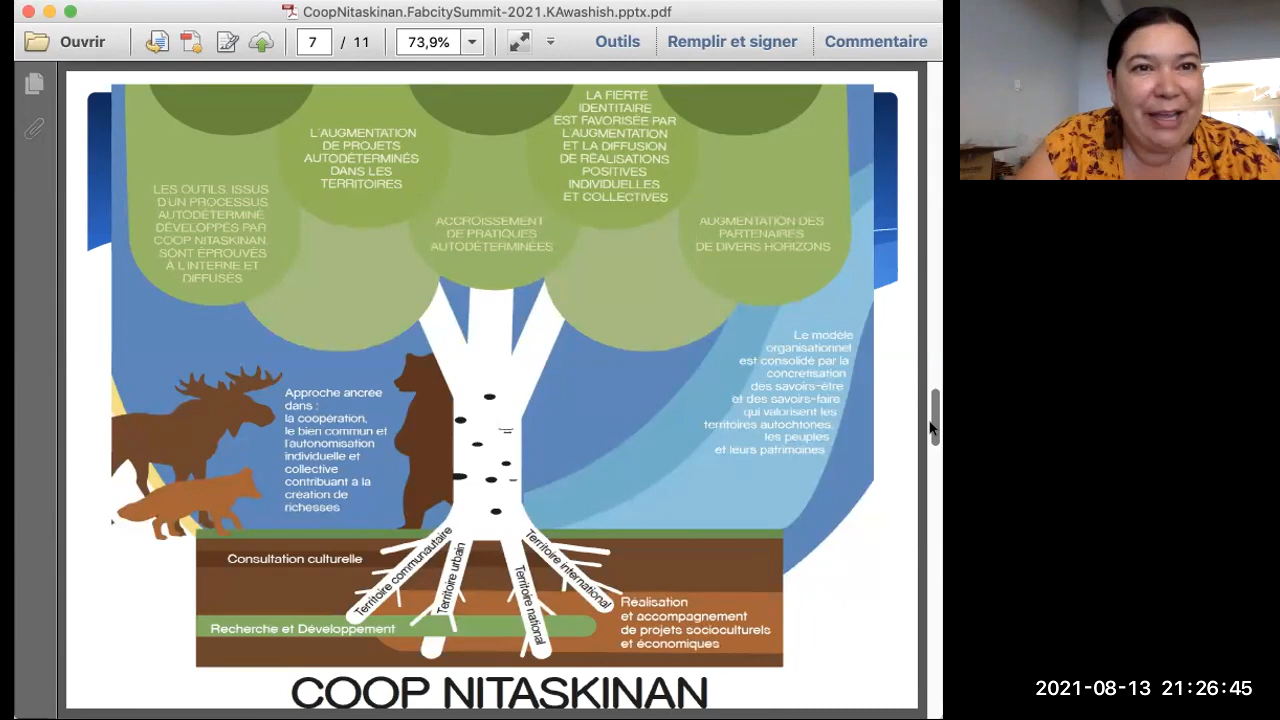 CoopNitaskinan.FabcitySummit-2021.KAwashish.pptx.pdf
Ouvrir
7 / 11
73,9%
Outils
Remplir et signer
Commentaire
LES OUTILS, ISSUS
D'UN PROCESSUS
AUTODÉTERMINÉ
DÉVELOPPÉS PAR
COOP NITASKINAN,
SONT ÉPROUVÉS
À L'INTERNE ET
DIFFUSÉS
L'AUGMENTATION
DE PROJETS
AUTODÉTERMINÉS
DANS LES
TERRITOIRES
ACCROISSEMENT
DE PRATIQUES
AUTODÉTERMINÉES
LA FIERTÉ
IDENTITAIRE
EST FAVORISÉE PAR
L'AUGMENTATION
ET LA DIFFUSION
DE RÉALISATIONS
POSITIVES
INDIVIDUELLES
ET COLLECTIVES
AUGMENTATION DES
PARTENAIRES
DE DIVERS HORIZONS
Approche ancrée
dans :
la coopération,
le bien commun et
l'autonomisation
individuelle et
collective
contribuant à la
création de
richesses
Le modèle
organisationnel
est consolidé par la
concrétisation
des savoirs-être
et des savoirs-faire
qui valorisent les
territoires autochtones,
les peuples
et leurs patrimoines
Consultation culturelle
Territoire communautaire
Territoire urbain
Territoire national
Territoire international
Recherche et Développement
Réalisation
et accompagnement
de projets socioculturels
et économiques
COOP NITASKINAN
2021-08-13 21:26:45